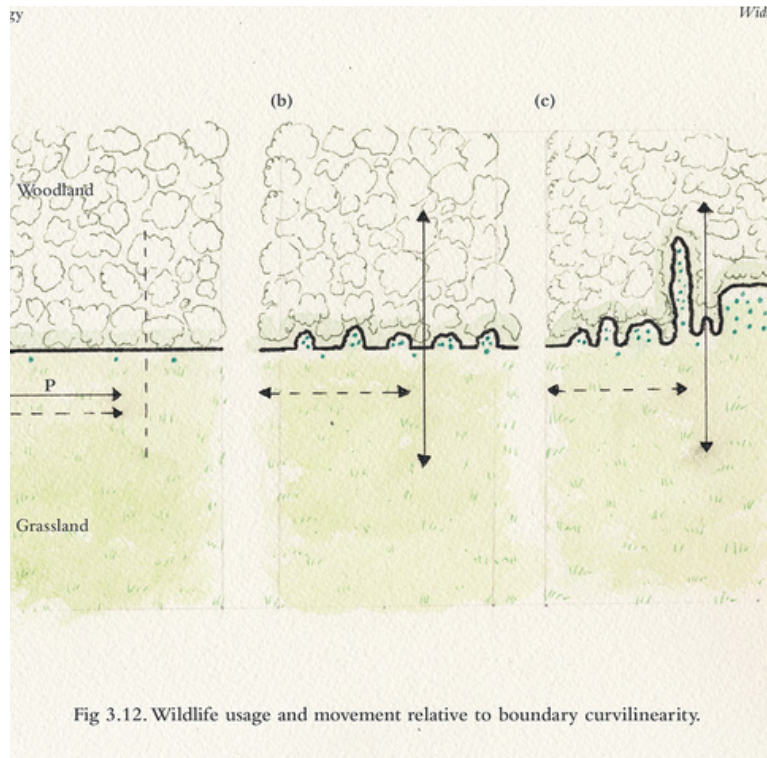 gy
Wid
(b)
(c)
Woodland
P
Grassland
Fig 3.12. Wildlife usage and movement relative to boundary curvilinearity.